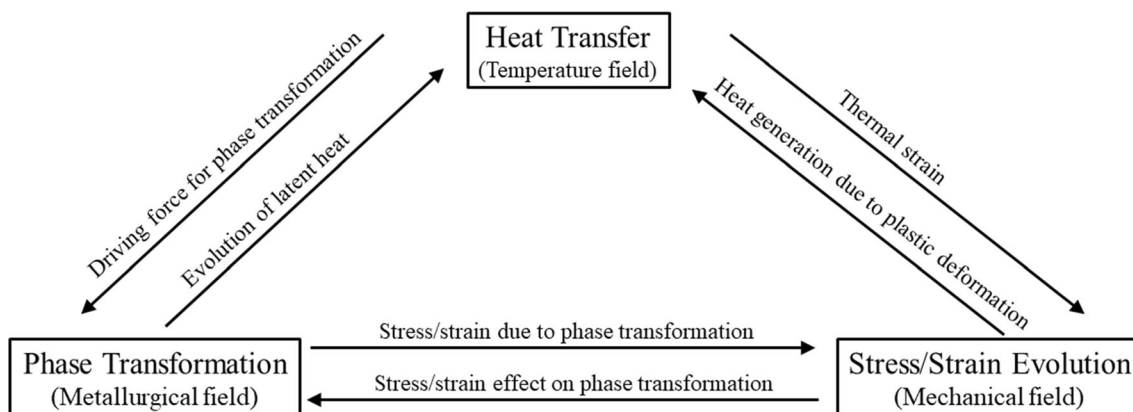 Heat Transfer
(Temperature field)
Driving force for phase transformation
Evolution of latent heat
Thermal strain
Heat generation due to plastic deformation
Phase Transformation
(Metallurgical field)
Stress/strain due to phase transformation
Stress/strain effect on phase transformation
Stress/Strain Evolution
(Mechanical field)